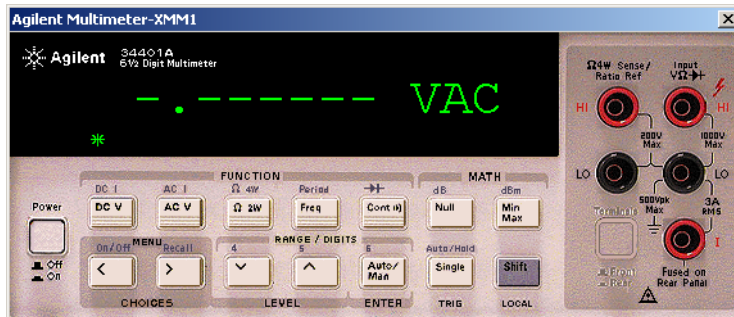 Agilent Multimeter-XMM1
Agilent 34401A
6½ Digit Multimeter
-.------ VAC
*
FUNCTION
MATH
DC I AC I Ω 4W Period dB dBm
Power
DC V AC V Ω 2W Freq Cont Null Min Max
On/Off MENU Recall
RANGE / DIGITS
4 5 6
Auto/Hold
< > Auto/Man Single Shift
Off
On
CHOICES LEVEL ENTER TRIG LOCAL
Ω4W Sense/
Ratio Ref
Input
VΩ
HI HI
200V
Max
1000V
Max
LO LO
500Vpk
Max
3A
RMS
Terminals
I
Front
Rear
Fused on
Rear Panal